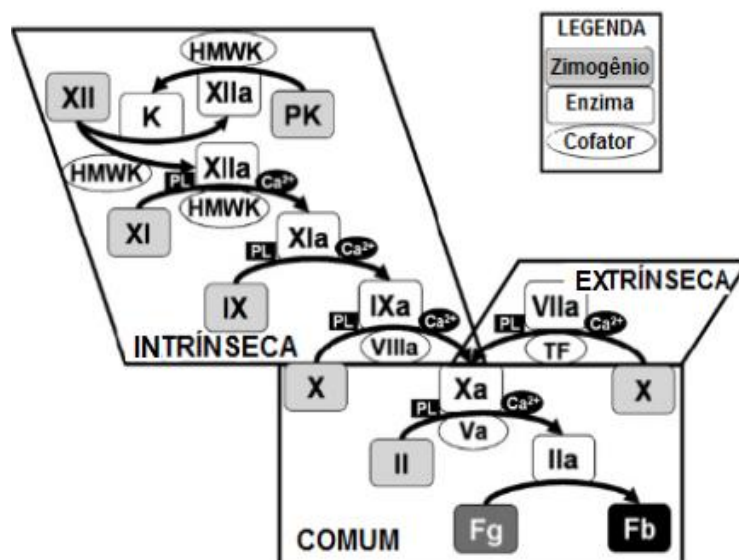 LEGENDA
Zimogênio
Enzima
Cofator
HMWK
XII
K
XIIa
PK
HMWK
XIIa
PL
Ca²⁺
HMWK
XI
XIa
PL
Ca²⁺
IX
IXa
PL
Ca²⁺
VIIIa
INTRÍNSECA
EXTRÍNSECA
VIIa
PL
Ca²⁺
TF
X
Xa
X
PL
Ca²⁺
Va
II
IIa
Fg
Fb
COMUM